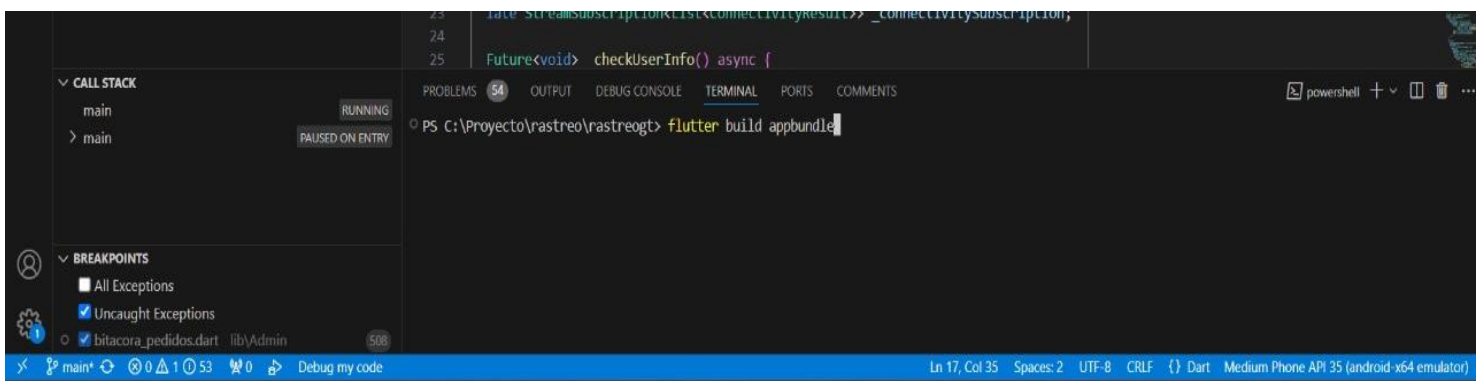 23 late StreamSubscription<List<ConnectivityResult>> _connectivitySubscription;
24
25 Future<void> checkUserInfo() async {
CALL STACK
main RUNNING
main PAUSED ON ENTRY
PROBLEMS 54 OUTPUT DEBUG CONSOLE TERMINAL PORTS COMMENTS
powershell
PS C:\Proyecto\rastreo\rastreogt> flutter build appbundle
BREAKPOINTS
All Exceptions
Uncaught Exceptions
bitacora_pedidos.dart lib\Admin 508
1
main* 0 1 53 0 Debug my code Ln 17, Col 35 Spaces: 2 UTF-8 CRLF {} Dart Medium Phone API 35 (android-x64 emulator)